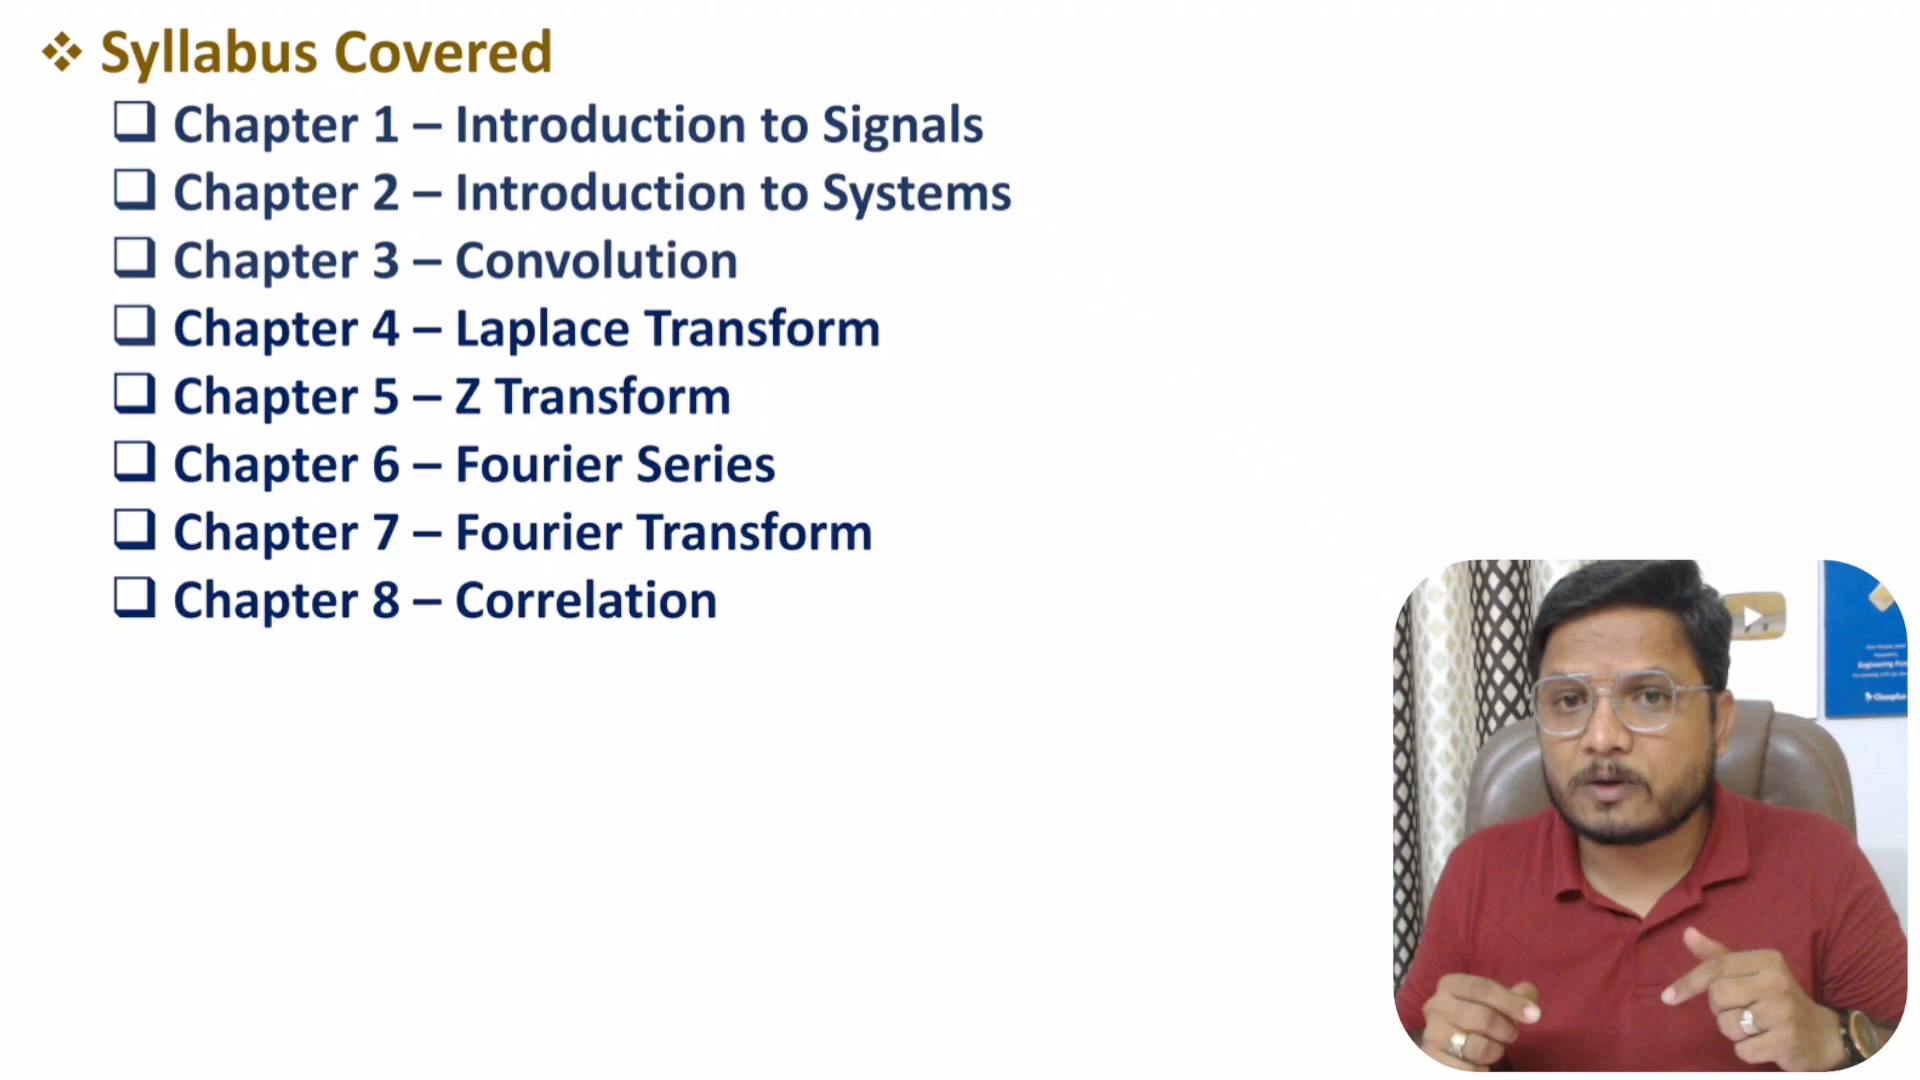 Syllabus Covered
Chapter 1 – Introduction to Signals
Chapter 2 – Introduction to Systems
Chapter 3 – Convolution
Chapter 4 – Laplace Transform
Chapter 5 – Z Transform
Chapter 6 – Fourier Series
Chapter 7 – Fourier Transform
Chapter 8 – Correlation